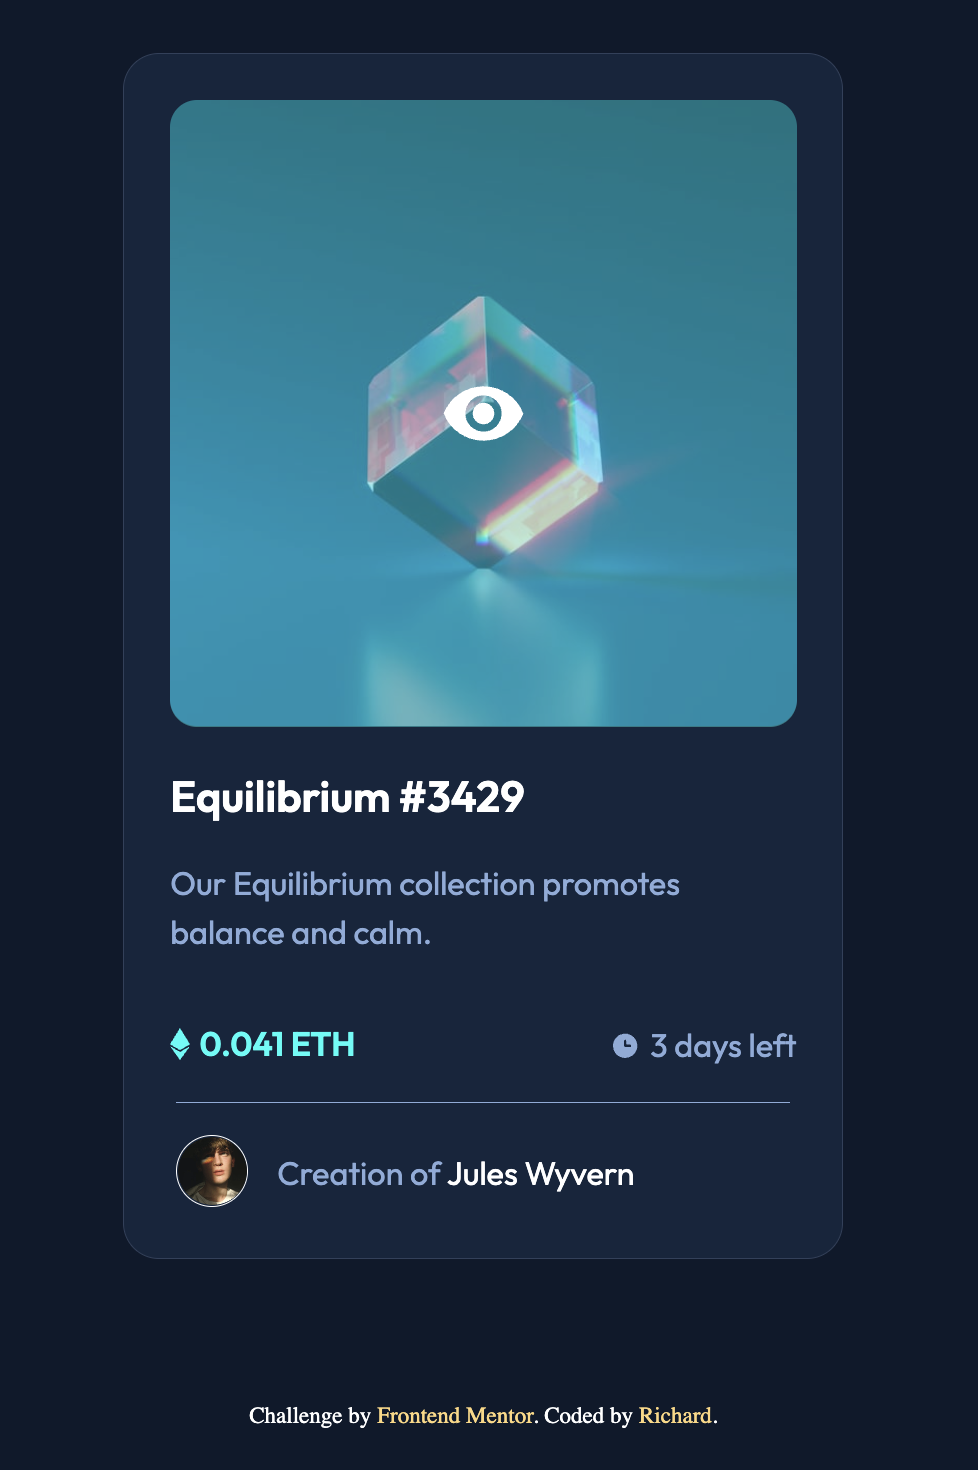 Equilibrium #3429
Our Equilibrium collection promotes
balance and calm.
0.041 ETH
3 days left
Creation of Jules Wyvern
Challenge by Frontend Mentor. Coded by Richard.